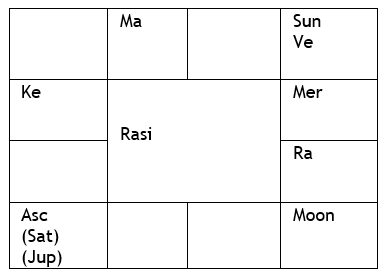 Ma
Sun
Ve
Ke
Mer
Rasi
Ra
Asc
(Sat)
(Jup)
Moon